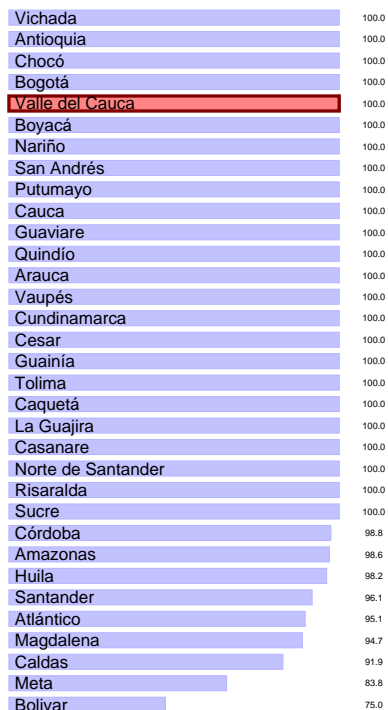 Vichada 100.0
Antioquia 100.0
Chocó 100.0
Bogotá 100.0
Valle del Cauca 100.0
Boyacá 100.0
Nariño 100.0
San Andrés 100.0
Putumayo 100.0
Cauca 100.0
Guaviare 100.0
Quindío 100.0
Arauca 100.0
Vaupés 100.0
Cundinamarca 100.0
Cesar 100.0
Guainía 100.0
Tolima 100.0
Caquetá 100.0
La Guajira 100.0
Casanare 100.0
Norte de Santander 100.0
Risaralda 100.0
Sucre 100.0
Córdoba 98.8
Amazonas 98.6
Huila 98.2
Santander 96.1
Atlántico 95.1
Magdalena 94.7
Caldas 91.9
Meta 83.8
Bolivar 75.0